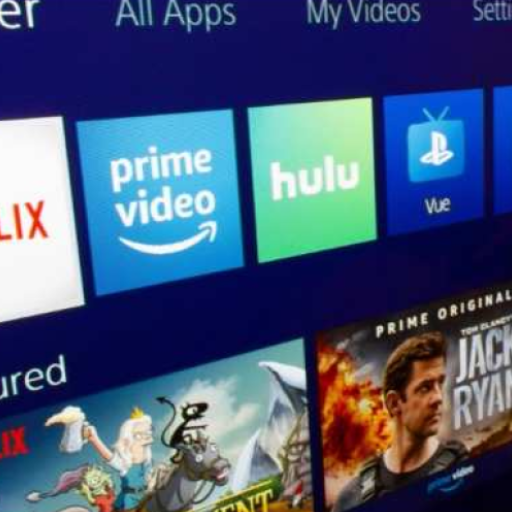 er All Apps My Videos Setti
LIX
prime
video
hulu
Vue
ured
LIX
PRIME ORIGINAL
TOM CLANCY'S
JACK
RYAN
prime video
ENT